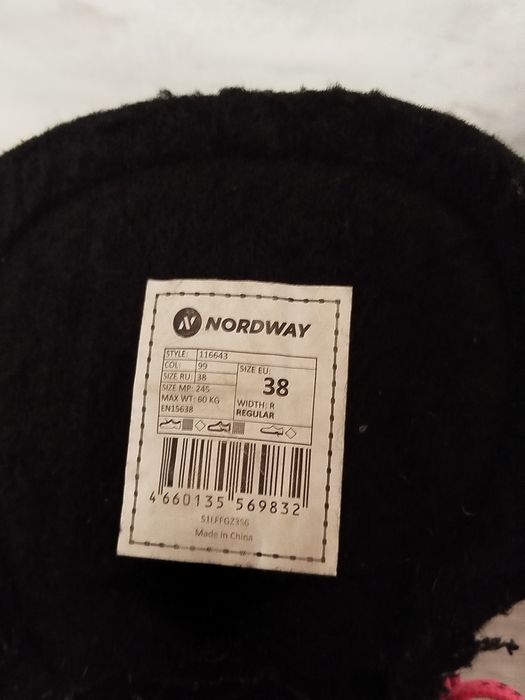 N NORDWAY
STYLE: 116643
COL: 99
SIZE RU: 38
SIZE MP: 245
MAX WT: 60 KG
EN15638
SIZE EU:
38
WIDTH: R
REGULAR
4 660135 569832
Made in China